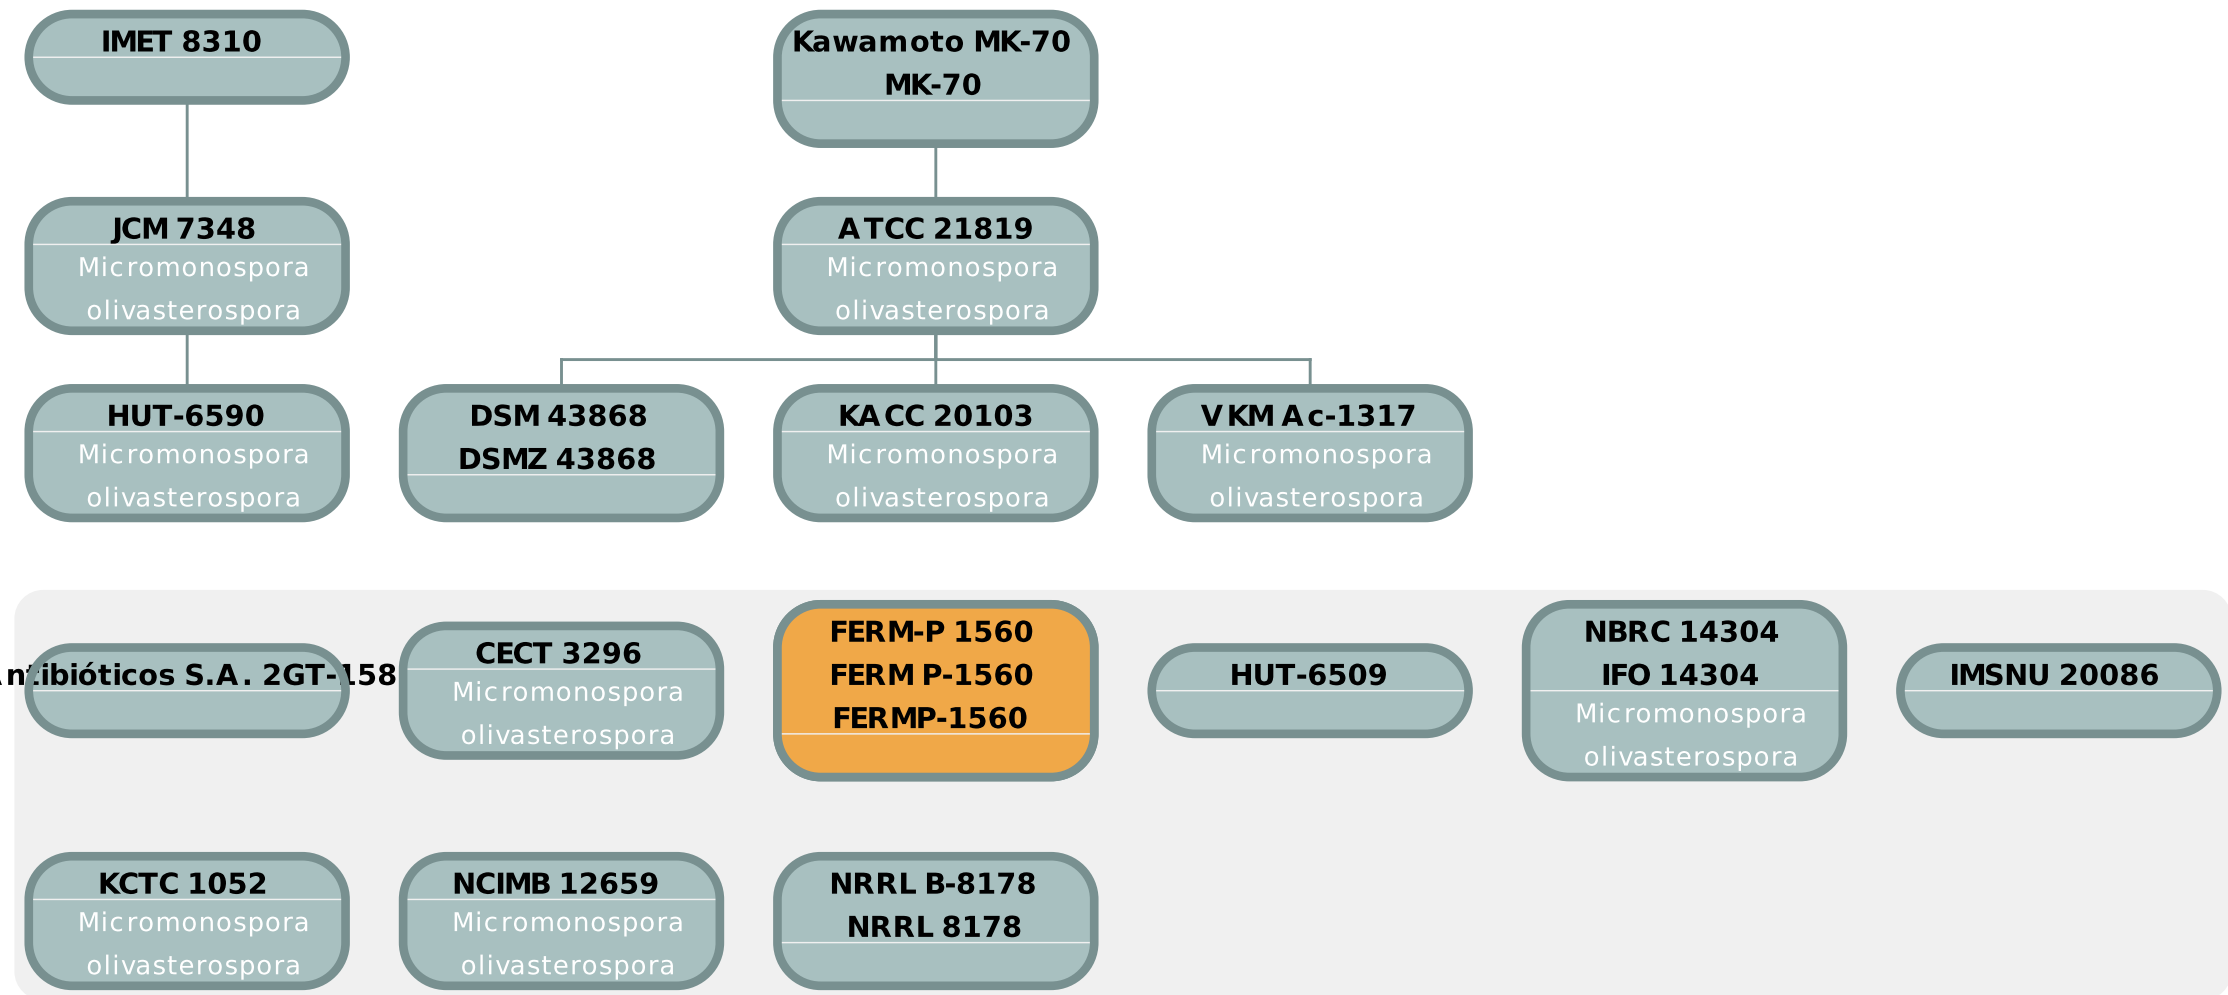 IMET 8310
Kawamoto MK-70
MK-70
JCM 7348
Micromonospora
olivasterospora
ATCC 21819
Micromonospora
olivasterospora
HUT-6590
Micromonospora
olivasterospora
DSM 43868
DSMZ 43868
KACC 20103
Micromonospora
olivasterospora
VKM Ac-1317
Micromonospora
olivasterospora
Antibióticos S.A. 2GT-158
CECT 3296
Micromonospora
olivasterospora
FERM-P 1560
FERM P-1560
FERMP-1560
HUT-6509
NBRC 14304
IFO 14304
Micromonospora
olivasterospora
IMSNU 20086
KCTC 1052
Micromonospora
olivasterospora
NCIMB 12659
Micromonospora
olivasterospora
NRRL B-8178
NRRL 8178